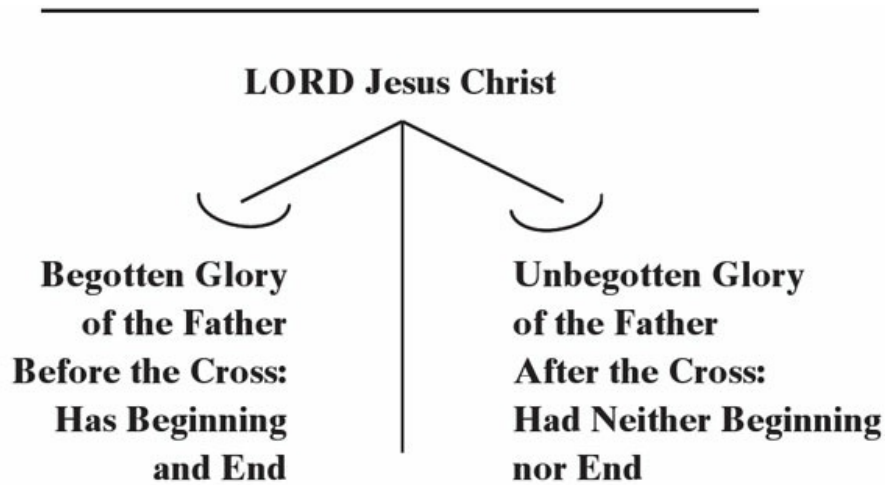 LORD Jesus Christ
Begotten Glory
of the Father
Before the Cross:
Has Beginning
and End
Unbegotten Glory
of the Father
After the Cross:
Had Neither Beginning
nor End